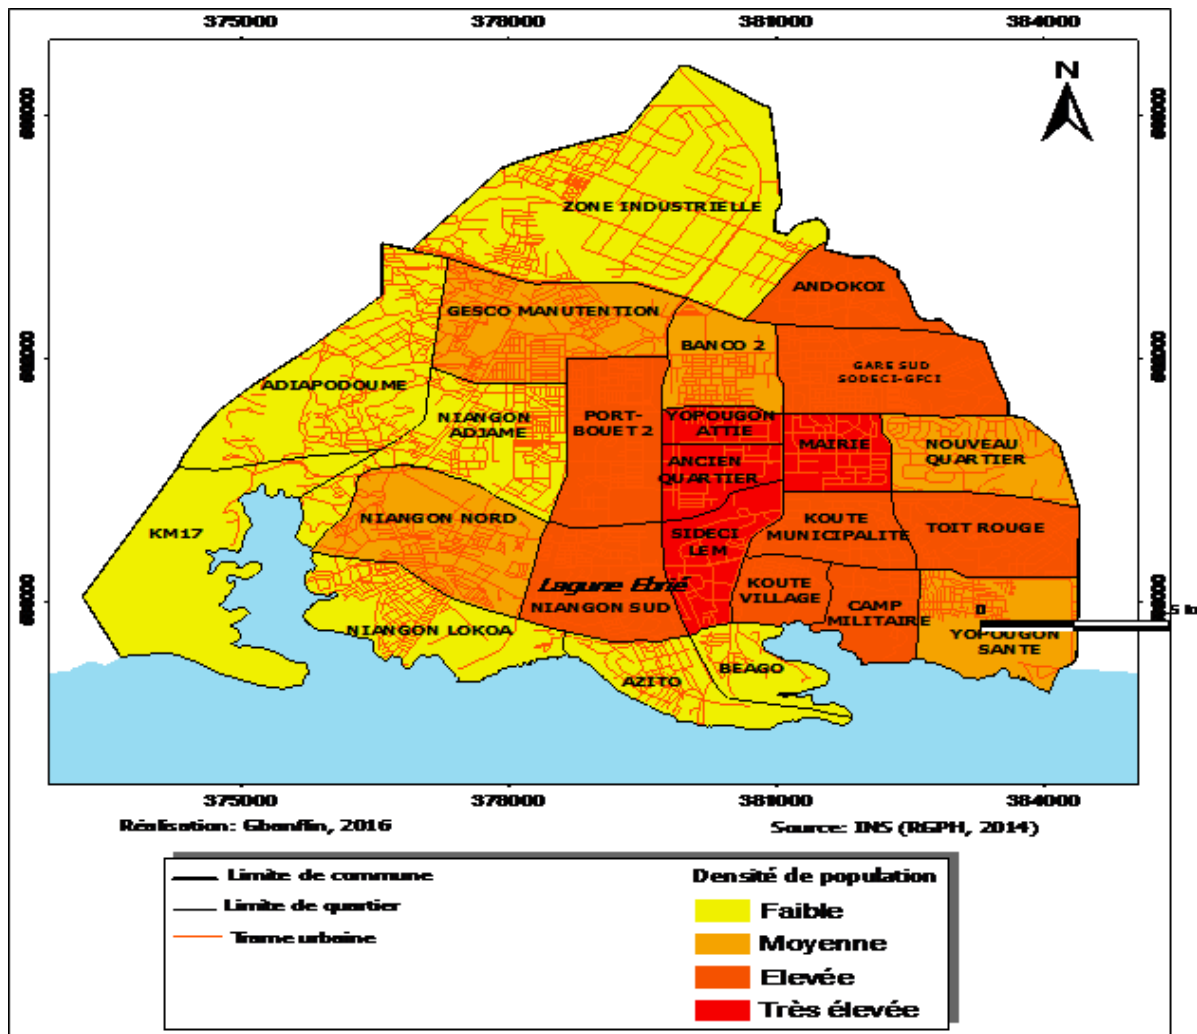 375000 378000 381000 384000
N
ZONE INDUSTRIELLE
ANDOKOI
GESCO MANUTENTION
BANCO 2
GARE SUD
SODECI-GFCI
ADIAPODOUME
NIANGON
ADJAME
PORT-
BOUET 2
YOPOUGON
ATTIE
MAIRIE
NOUVEAU
QUARTIER
ANCIEN
QUARTIER
KM17
NIANGON NORD
SIDECI
LEM
KOUTE
MUNICIPALITE
TOIT ROUGE
Lagune Ebrié
NIANGON SUD
KOUTE
VILLAGE
CAMP
MILITAIRE
0
NIANGON LOKOA
YOPOUGON
SANTE
AZITO
BEAGO
375000 378000 381000 384000
Réalisation: Gbanflin, 2016
Source: INS (RGPH, 2014)
Limite de commune
Limite de quartier
Trame urbaine
Densité de population
Faible
Moyenne
Elevée
Très élevée